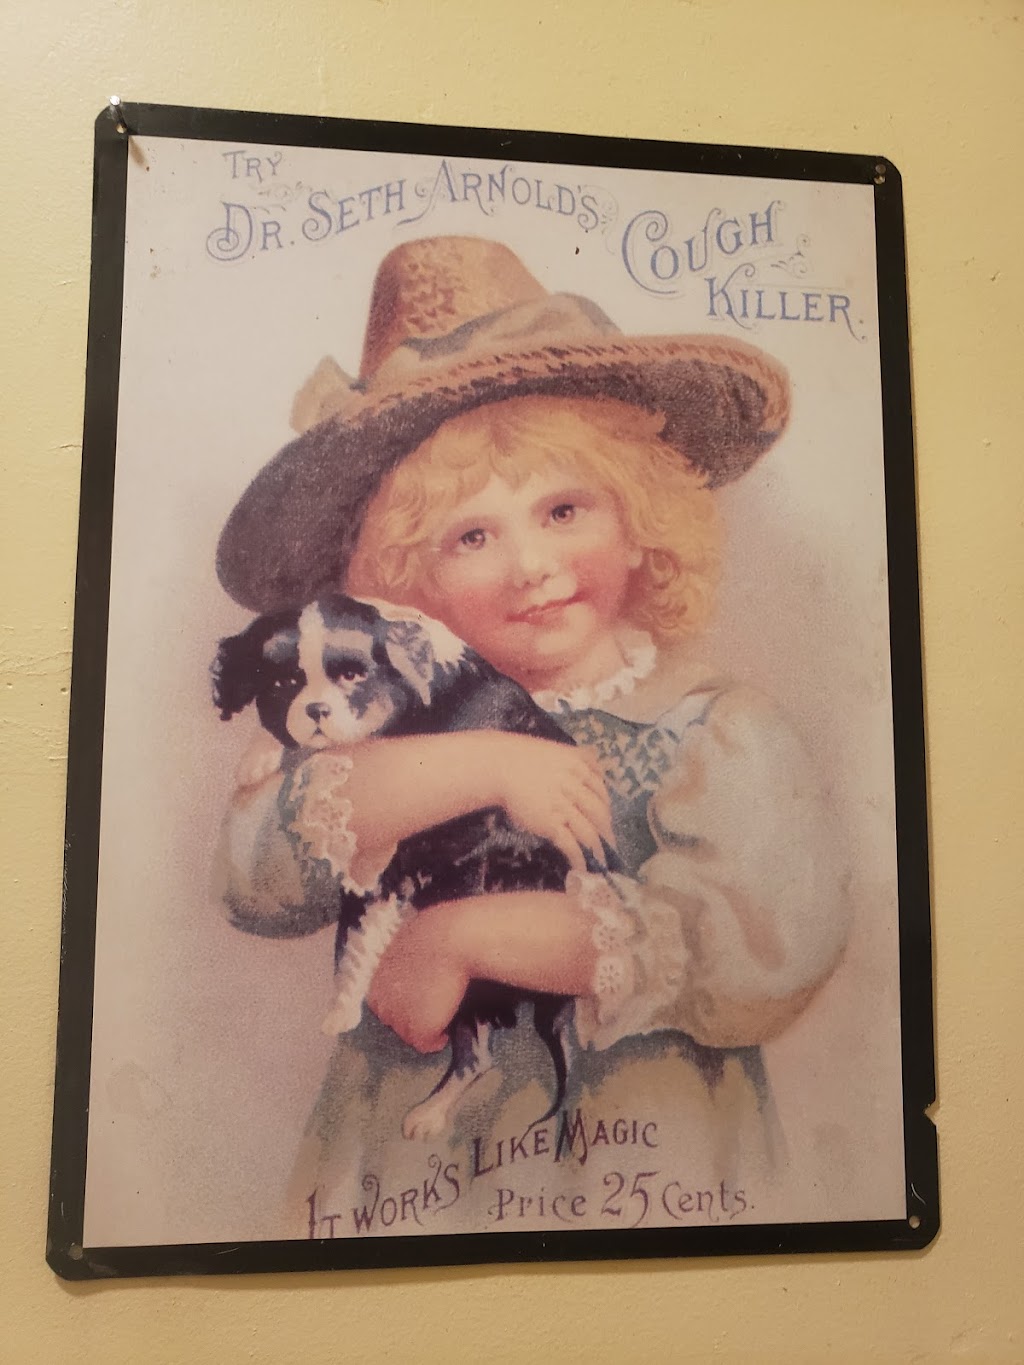 TRY
DR. SETH ARNOLD'S
COUGH
KILLER.
IT WORKS LIKE MAGIC
Price 25 Cents.